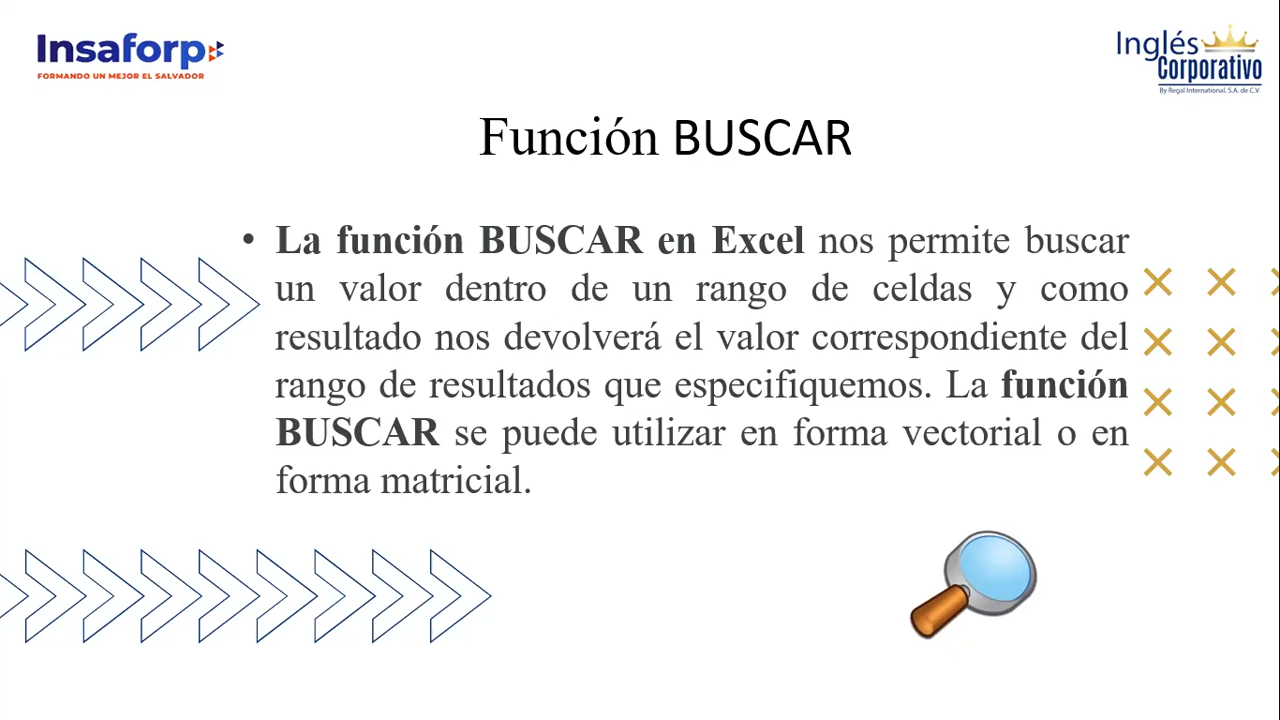 Insaforp
FORMANDO UN MEJOR EL SALVADOR
Inglés
Corporativo
By Regal International, S.A. de C.V.
Función BUSCAR
• La función BUSCAR en Excel nos permite buscar
un valor dentro de un rango de celdas y como
resultado nos devolverá el valor correspondiente del
rango de resultados que especifiquemos. La función
BUSCAR se puede utilizar en forma vectorial o en
forma matricial.